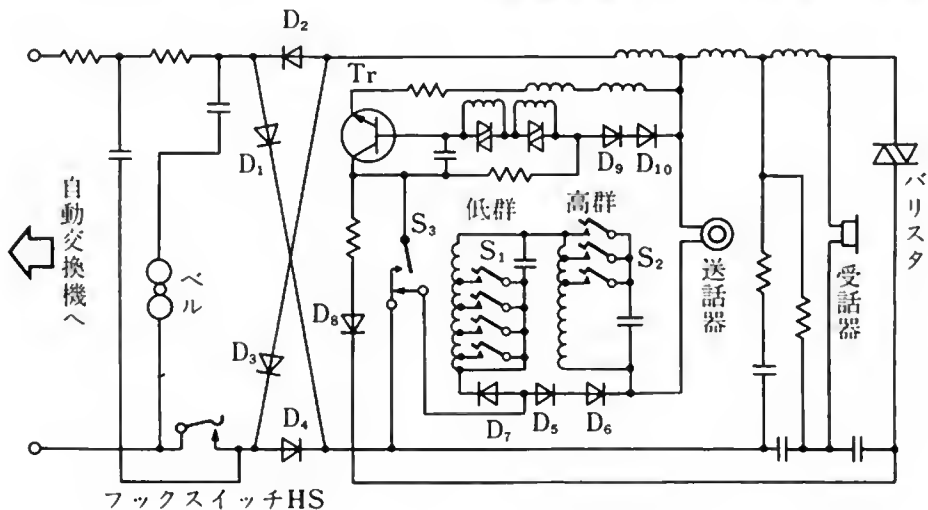 D₂
Tr
D₁
D₉
D₁₀
自動交換機へ
ベル
S₃
低群
高群
S₁
S₂
送話器
受話器
バリスタ
D₈
D₃
D₄
D₇
D₅
D₆
フックスイッチHS